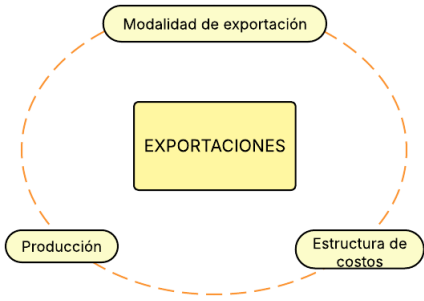 Modalidad de exportación
EXPORTACIONES
Producción
Estructura de
costos